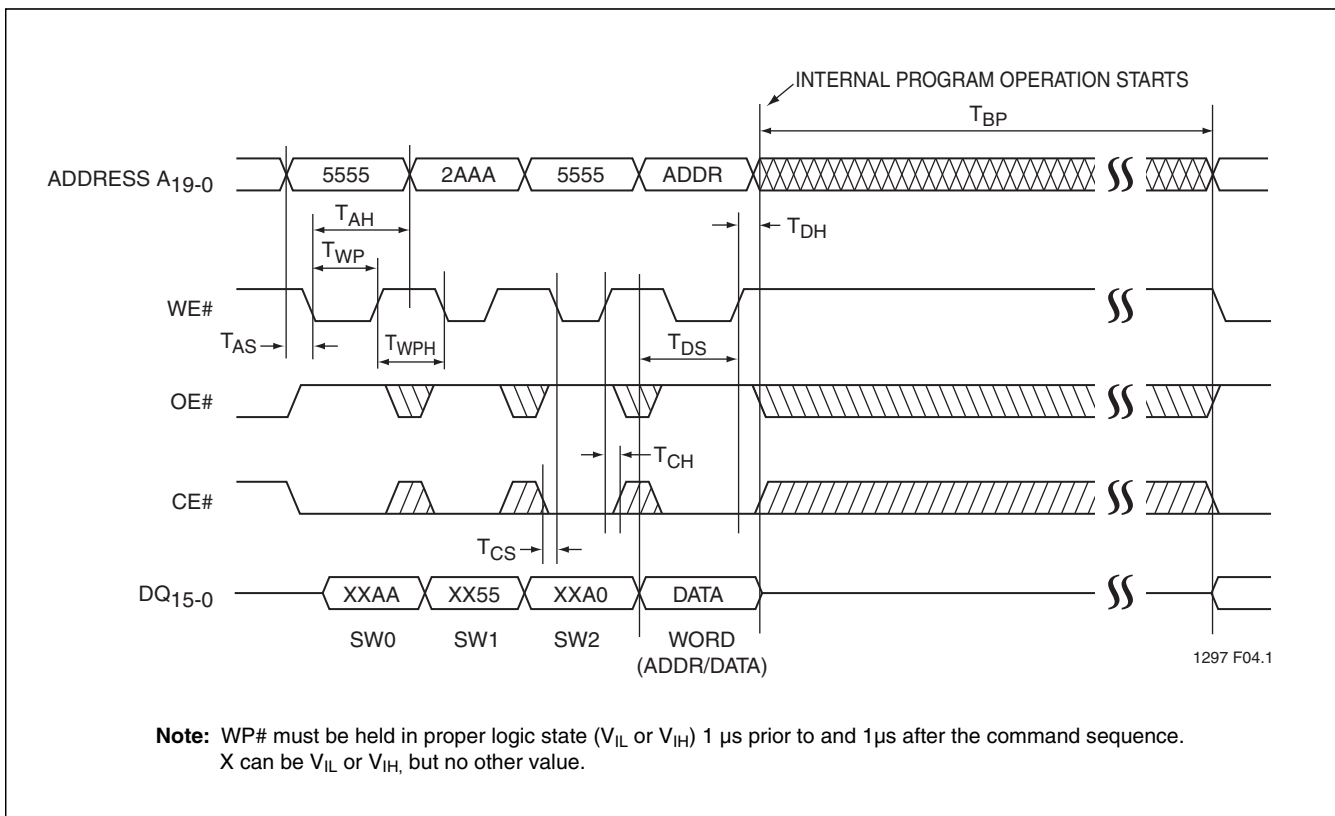 INTERNAL PROGRAM OPERATION STARTS
TBP
ADDRESS A19-0
5555
2AAA
5555
ADDR
TAH
TDH
TWP
WE#
TAS
TWPH
TDS
OE#
TCH
CE#
TCS
DQ15-0
XXAA
XX55
XXA0
DATA
SW0
SW1
SW2
WORD
(ADDR/DATA)
1297 F04.1
Note: WP# must be held in proper logic state (VIL or VIH) 1 µs prior to and 1µs after the command sequence.
X can be VIL or VIH, but no other value.